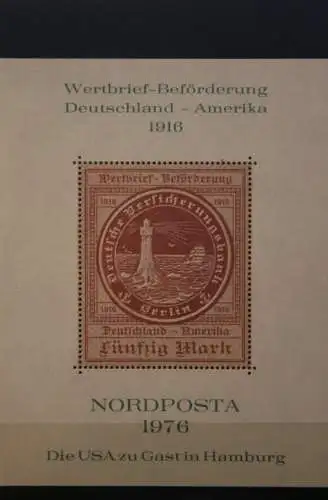 Wertbrief-Beförderung
Deutschland – Amerika
1916
Wertbrief-Beförderung
1916 1916
Deutsche Versicherungsbank
Berlin
1916 1916
Deutschland – Amerika
Fünfzig Mark
NORDPOSTA
1976
Die USA zu Gast in Hamburg